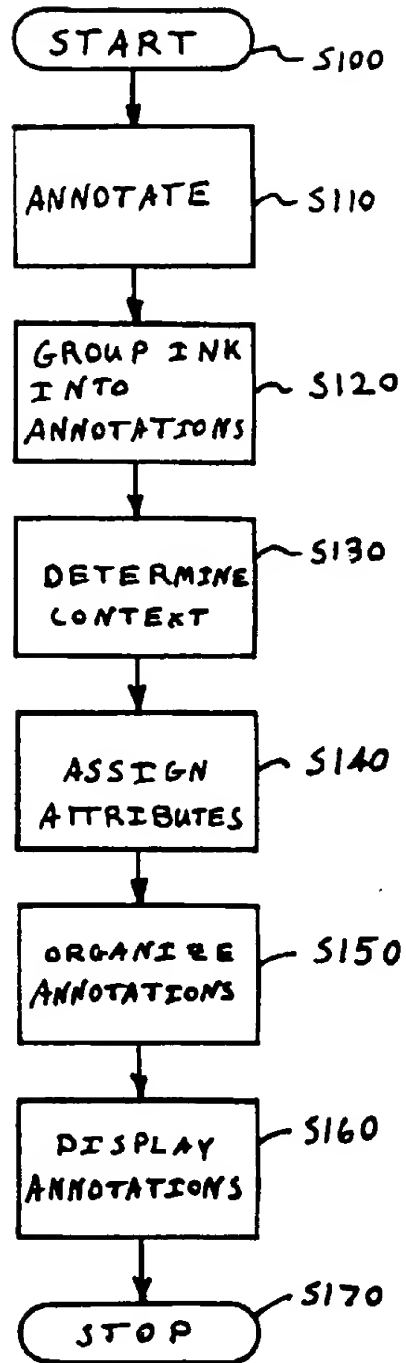 START
S100
ANNOTATE
S110
GROUP INK
INTO
ANNOTATIONS
S120
DETERMINE
CONTEXT
S130
ASSIGN
ATTRIBUTES
S140
ORGANIZE
ANNOTATIONS
S150
DISPLAY
ANNOTATIONS
S160
STOP
S170